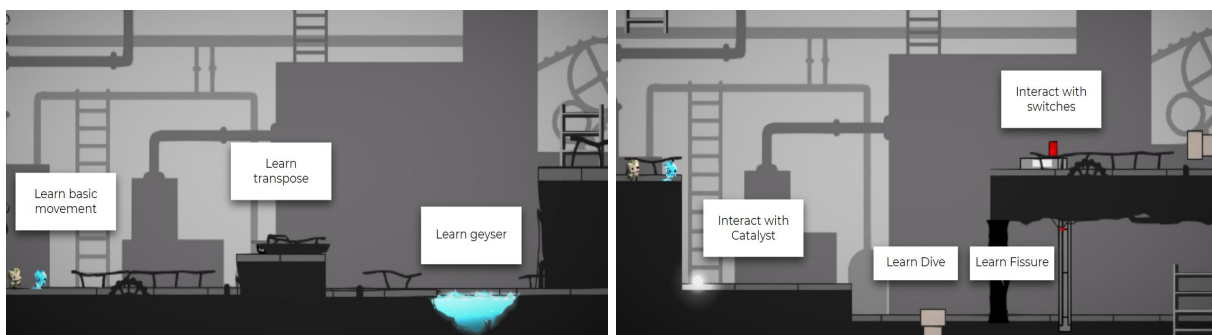 Learn basic
movement
Learn
transpose
Learn geyser
Interact with
Catalyst
Learn Dive
Learn Fissure
Interact with
switches